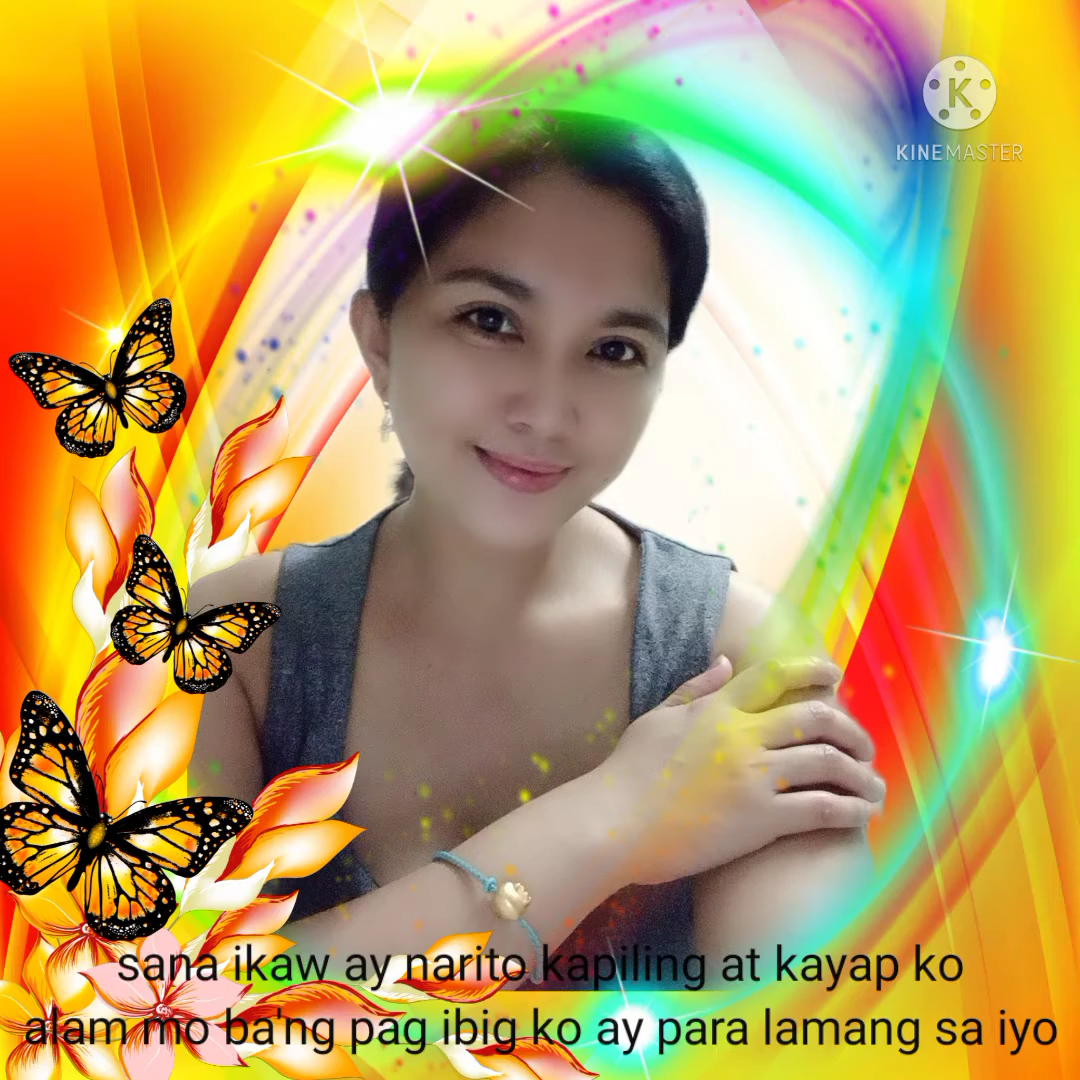 KINEMASTER
sana ikaw ay narito kapiling at kayap ko
alam mo ba'ng pag ibig ko ay para lamang sa iyo